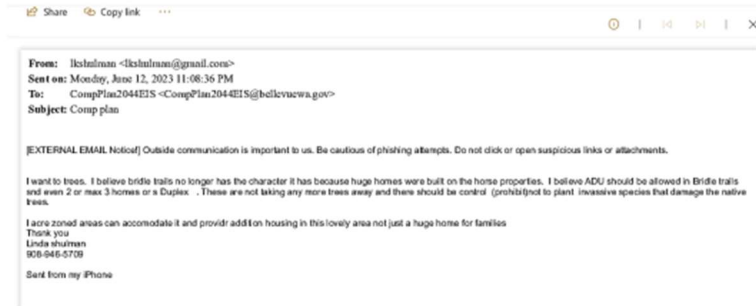 Share Copy link ...
From: lkshulman <lkshulman@gmail.com>
Sent on: Monday, June 12, 2023 11:08:36 PM
To: CompPlan2044EIS <CompPlan2044EIS@bellevuewa.gov>
Subject: Comp plan
[EXTERNAL EMAIL Notice!] Outside communication is important to us. Be cautious of phishing attempts. Do not click or open suspicious links or attachments.
I want to trees. I believe bridle trails no longer has the character it has because huge homes were built on the horse properties. I believe ADU should be allowed in Bridle trails
and even 2 or max 3 homes or s Duplex . These are not taking any more trees away and there should be control (prohibit)not to plant invassive species that damage the native
trees.
I acre zoned areas can accomodate it and providr addition housing in this lovely area not just a huge home for families
Thank you
Linda shulman
908-946-5709
Sent from my iPhone